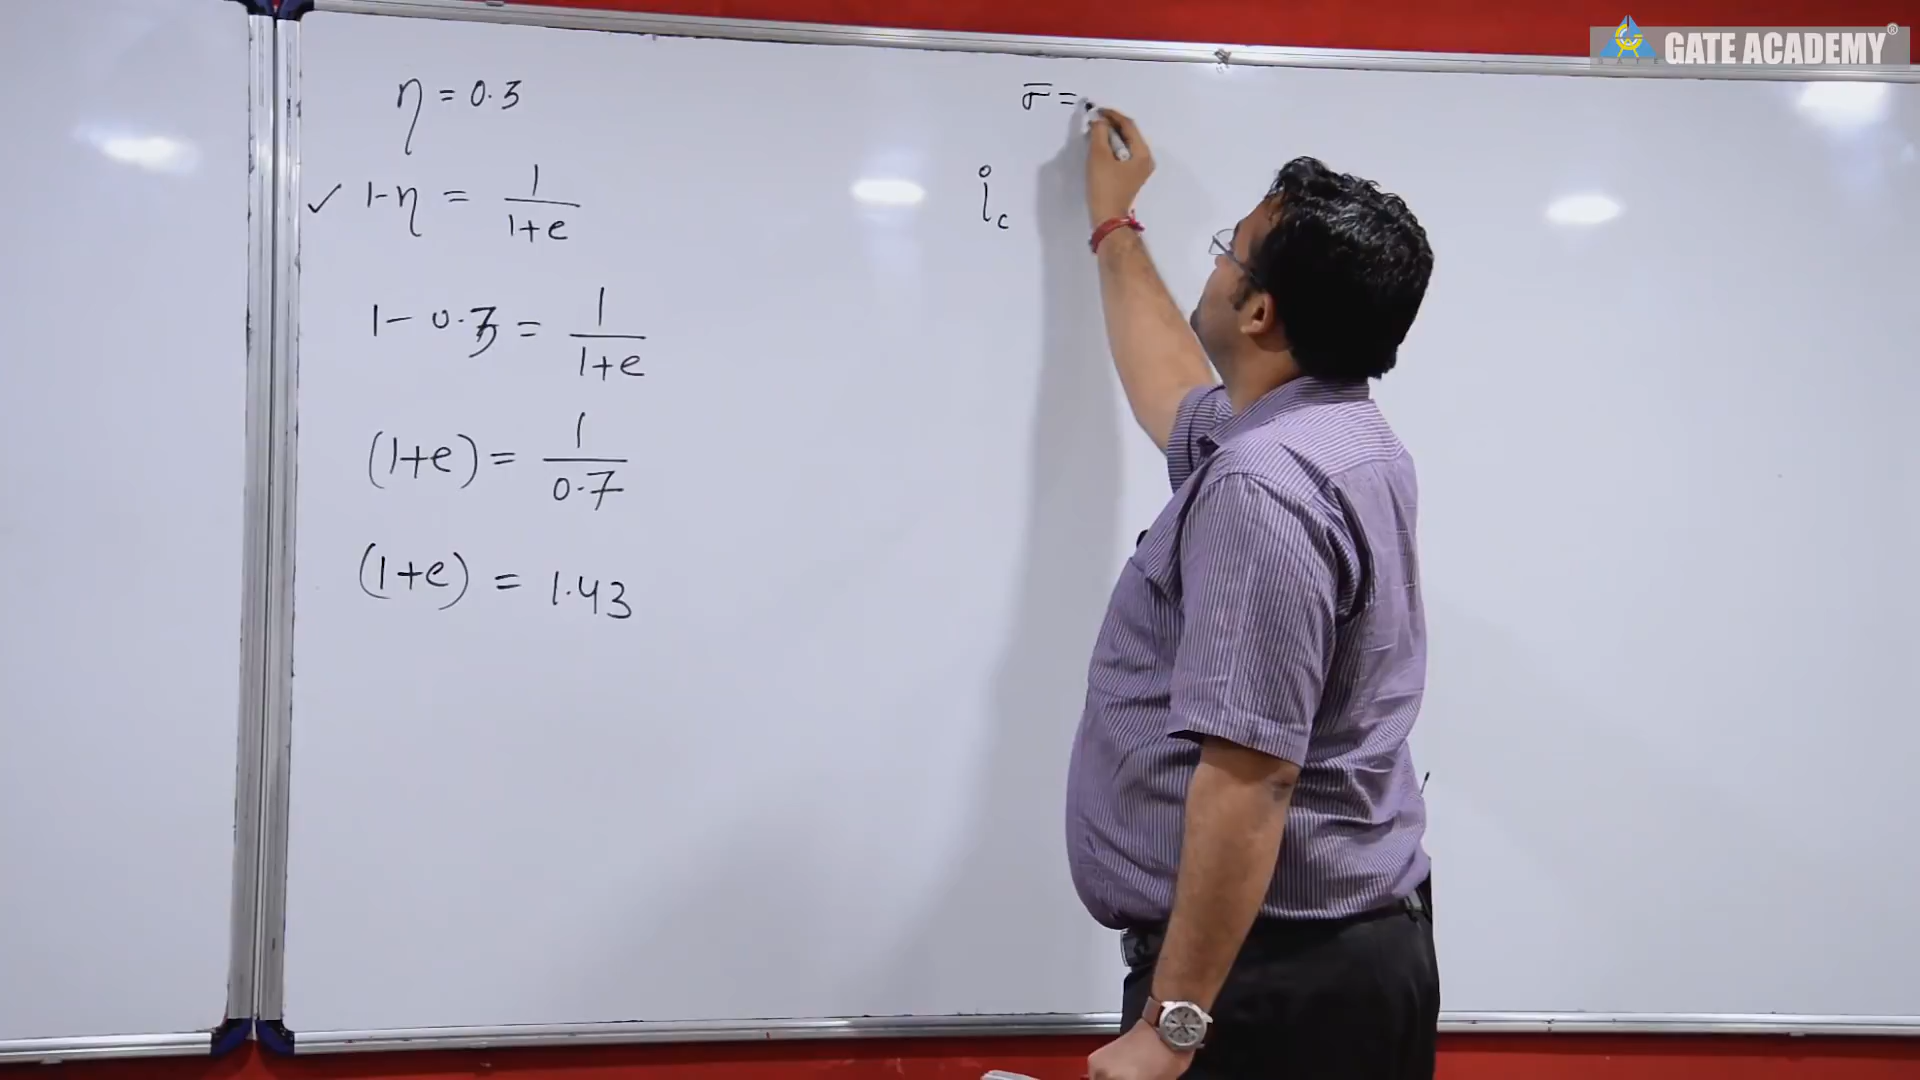 GATE ACADEMY®
η = 0.3
✓ 1-η = 1/(1+e)
1 - 0.3 = 1/(1+e)
(1+e) = 1/0.7
(1+e) = 1.43
σ̄ =
i_c